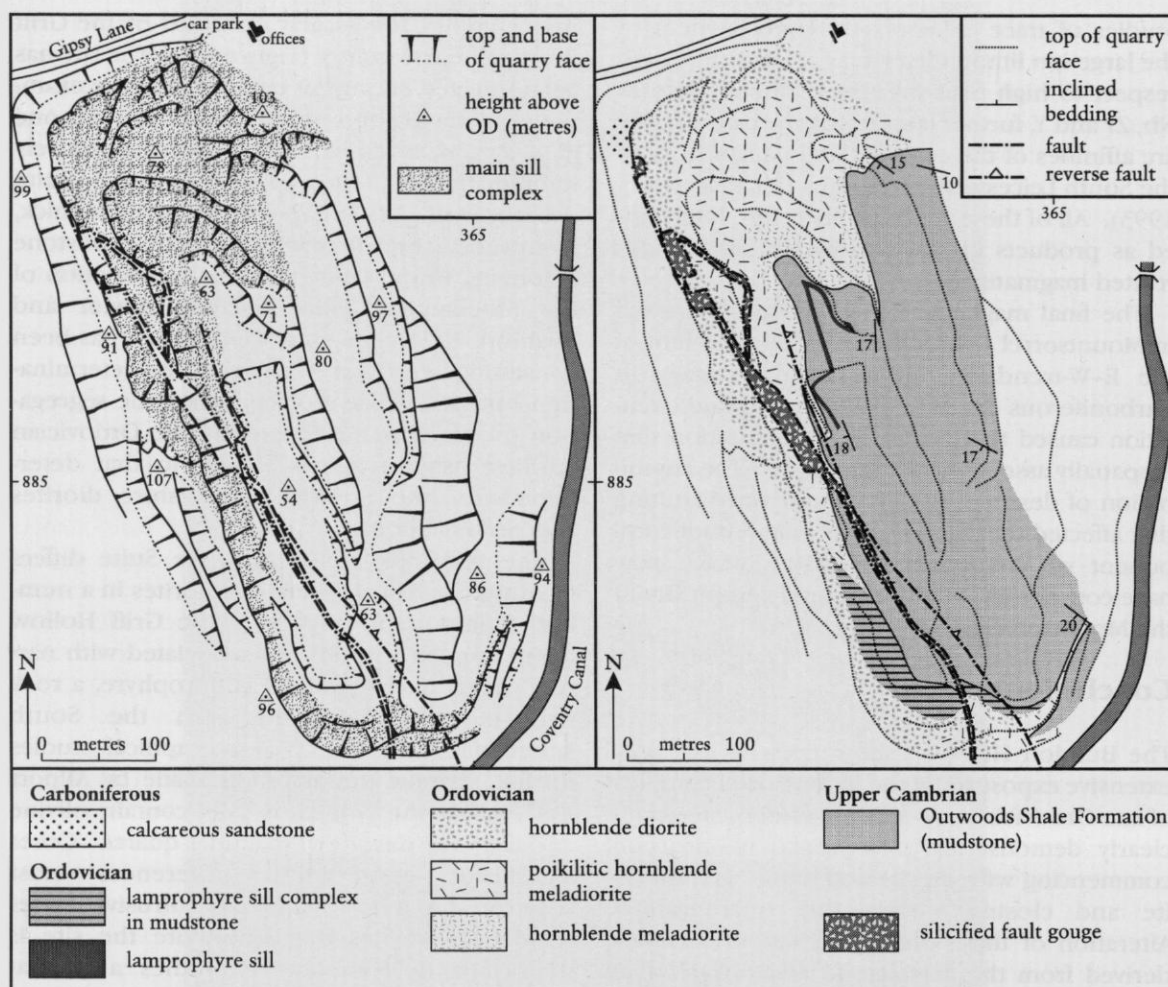 car park
Gipsy Lane
offices
103
99
78
63
71
97
91
80
107
54
63
86
94
96
885
365
N
0 metres 100
Coventry Canal
top and base
of quarry face
height above
OD (metres)
main sill
complex
top of quarry
face
inclined
bedding
fault
reverse fault
365
15
10
17
17
18
20
885
N
0 metres 100
Carboniferous
calcareous sandstone
Ordovician
lamprophyre sill complex
in mudstone
lamprophyre sill
Ordovician
hornblende diorite
poikilitic hornblende
meladiorite
hornblende meladiorite
Upper Cambrian
Outwoods Shale Formation
(mudstone)
silicified fault gouge